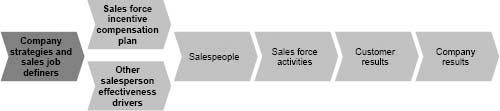 Company
strategies and
sales job
definers
Sales force
incentive
compensation
plan
Other
salesperson
effectiveness
drivers
Salespeople
Sales force
activities
Customer
results
Company
results